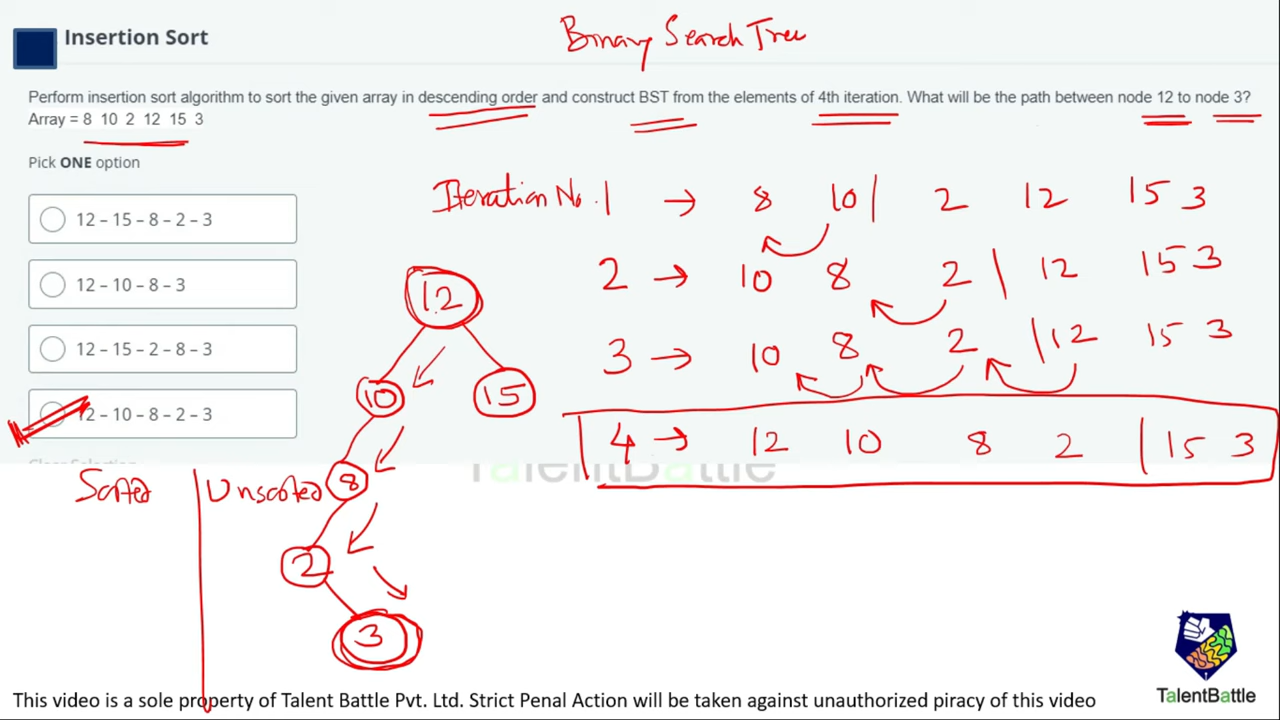 Insertion Sort
Binary Search Tree
Perform insertion sort algorithm to sort the given array in descending order and construct BST from the elements of 4th iteration. What will be the path between node 12 to node 3?
Array = 8 10 2 12 15 3
Pick ONE option
12 – 15 – 8 – 2 – 3
12 – 10 – 8 – 3
12 – 15 – 2 – 8 – 3
12 – 10 – 8 – 2 – 3
Iteration No. 1 → 8 10 | 2 12 15 3
2 → 10 8 2 | 12 15 3
3 → 10 8 2 | 12 15 3
4 → 12 10 8 2 | 15 3
12
10 15
8
2
3
Clear Selection
Sorted Unsorted
TalentBattle
TalentBattle
This video is a sole property of Talent Battle Pvt. Ltd. Strict Penal Action will be taken against unauthorized piracy of this video